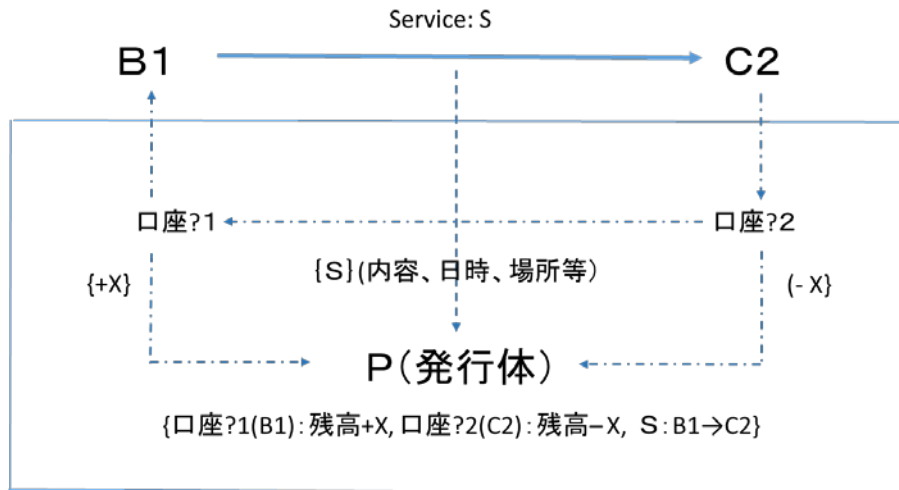 Service: S
B1 C2
口座?1 口座?2
{S}(内容、日時、場所等)
{+X} (- X}
P(発行体)
{口座?1(B1):残高+X, 口座?2(C2):残高−X, S:B1→C2}